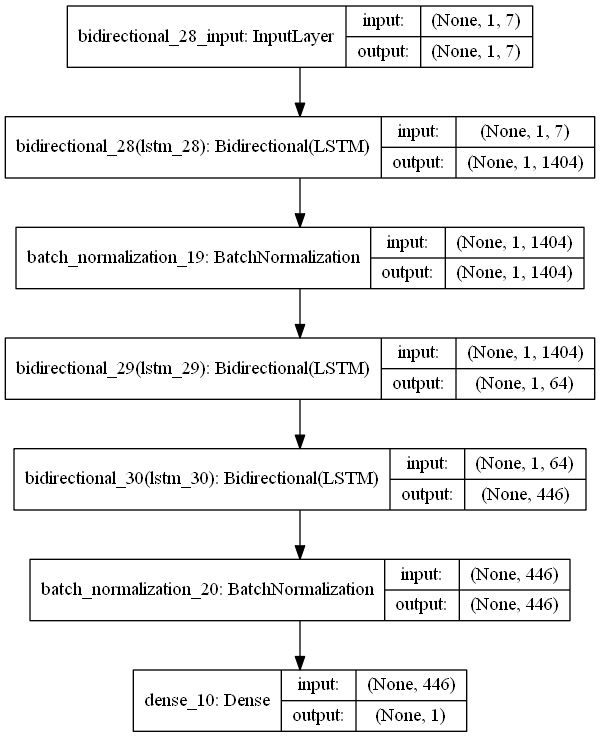 bidirectional_28_input: InputLayer
input: (None, 1, 7)
output: (None, 1, 7)
bidirectional_28(lstm_28): Bidirectional(LSTM)
input: (None, 1, 7)
output: (None, 1, 1404)
batch_normalization_19: BatchNormalization
input: (None, 1, 1404)
output: (None, 1, 1404)
bidirectional_29(lstm_29): Bidirectional(LSTM)
input: (None, 1, 1404)
output: (None, 1, 64)
bidirectional_30(lstm_30): Bidirectional(LSTM)
input: (None, 1, 64)
output: (None, 446)
batch_normalization_20: BatchNormalization
input: (None, 446)
output: (None, 446)
dense_10: Dense
input: (None, 446)
output: (None, 1)